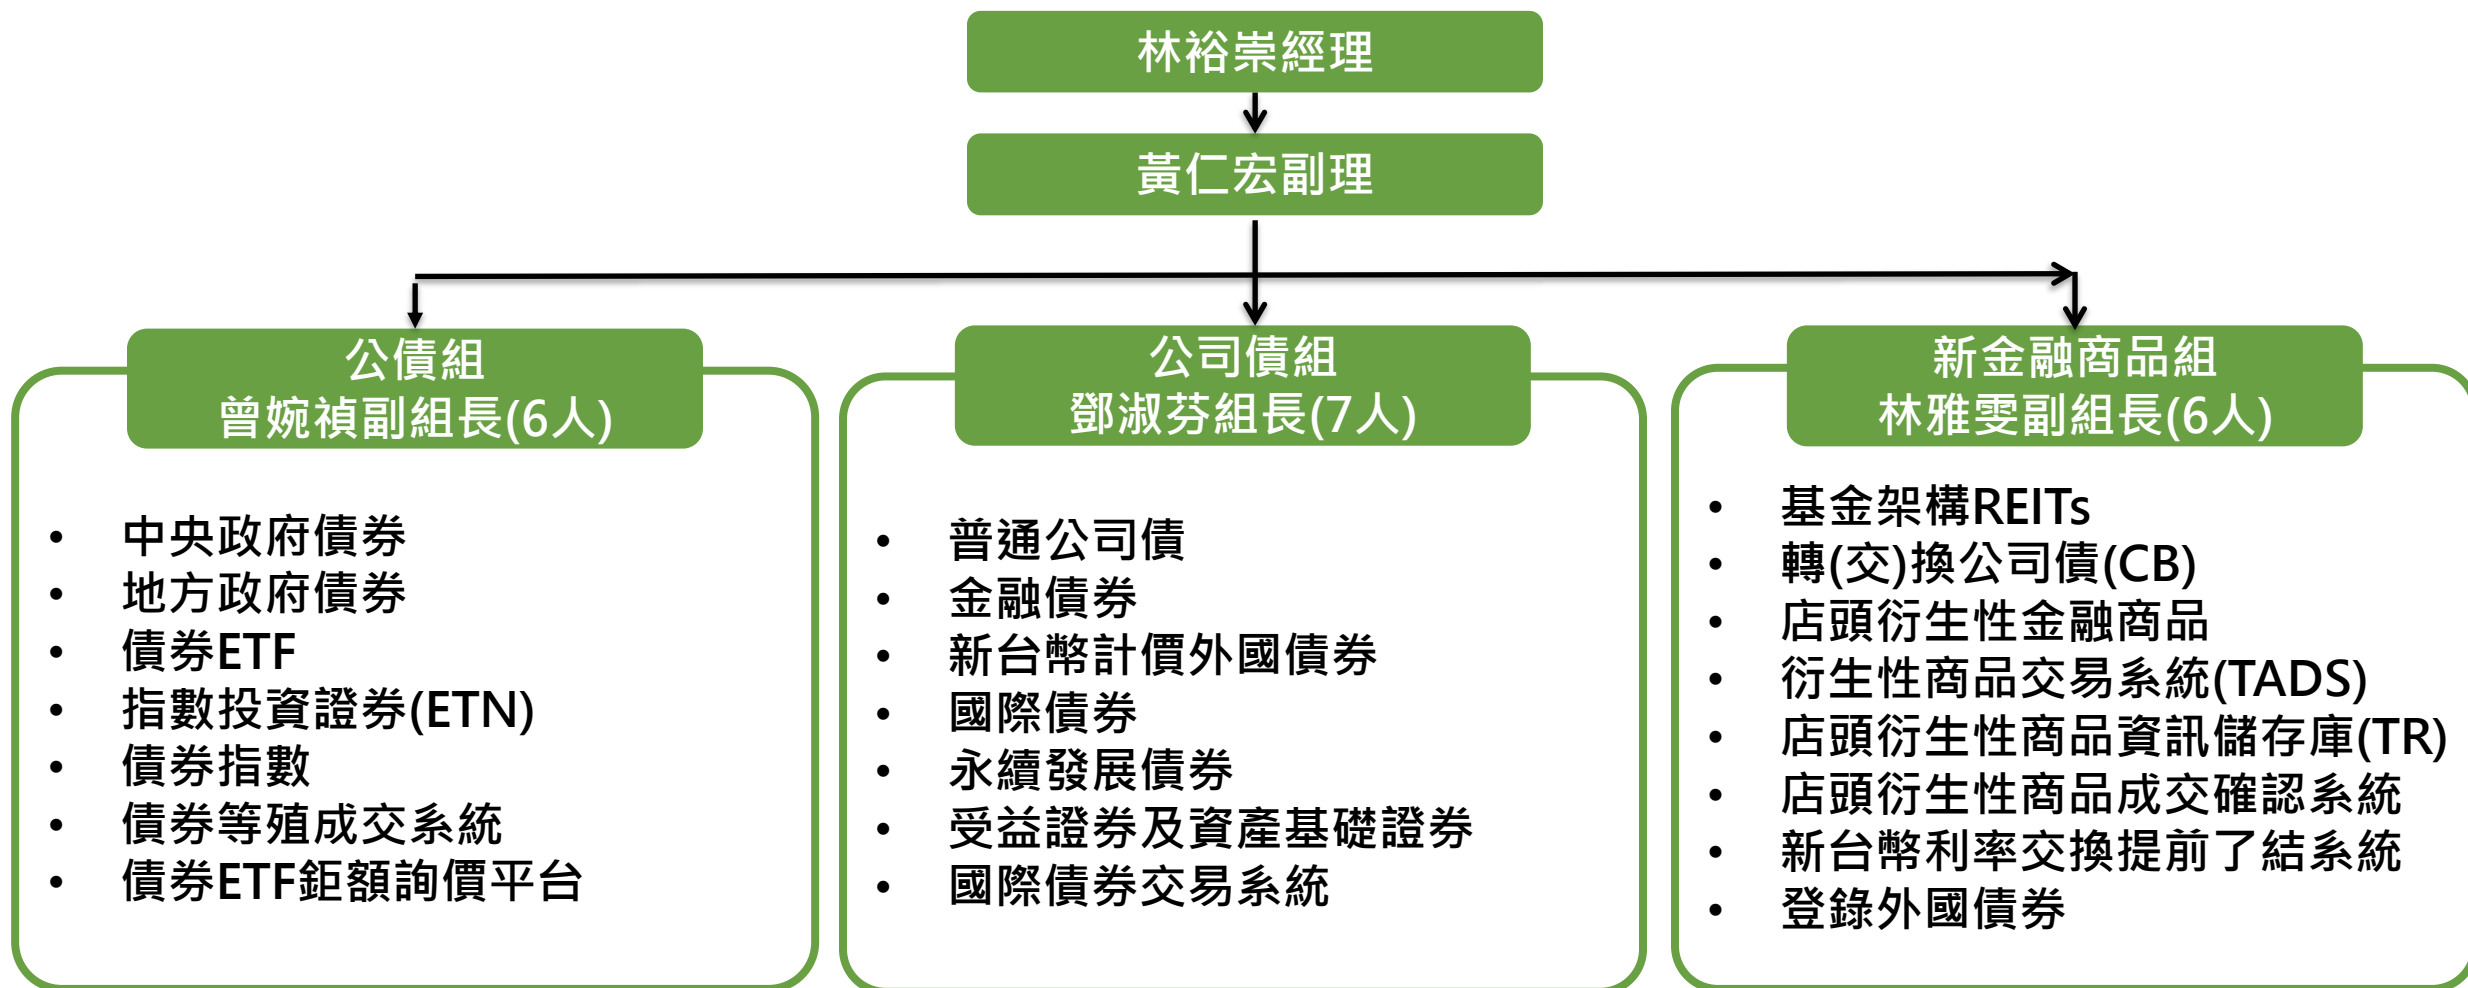 林裕崇經理
黃仁宏副理
公債組
曾婉禎副組長(6人)
• 中央政府債券
• 地方政府債券
• 債券ETF
• 指數投資證券(ETN)
• 債券指數
• 債券等殖成交系統
• 債券ETF鉅額詢價平台
公司債組
鄧淑芬組長(7人)
• 普通公司債
• 金融債券
• 新台幣計價外國債券
• 國際債券
• 永續發展債券
• 受益證券及資產基礎證券
• 國際債券交易系統
新金融商品組
林雅雯副組長(6人)
• 基金架構REITs
• 轉(交)換公司債(CB)
• 店頭衍生性金融商品
• 衍生性商品交易系統(TADS)
• 店頭衍生性商品資訊儲存庫(TR)
• 店頭衍生性商品成交確認系統
• 新台幣利率交換提前了結系統
• 登錄外國債券